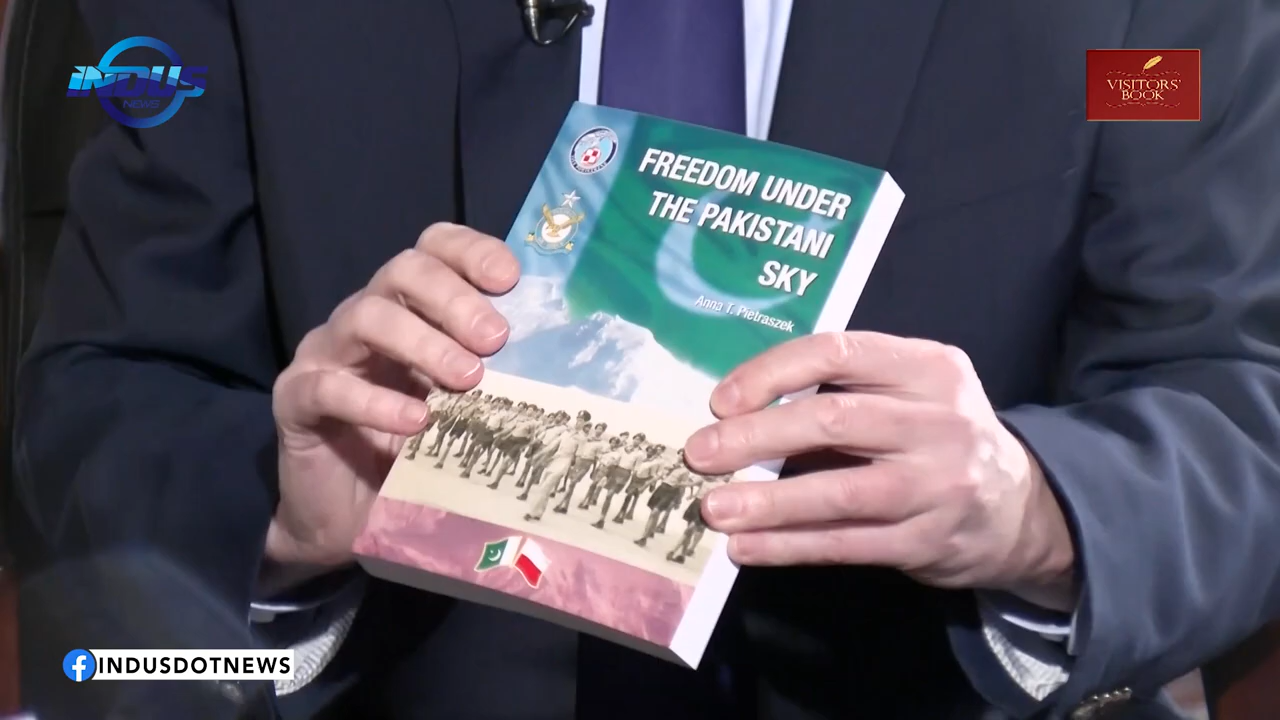 INDUS
NEWS
VISITORS'
BOOK
FREEDOM UNDER
THE PAKISTANI
SKY
Anna T. Pietraszek
INDUSDOTNEWS